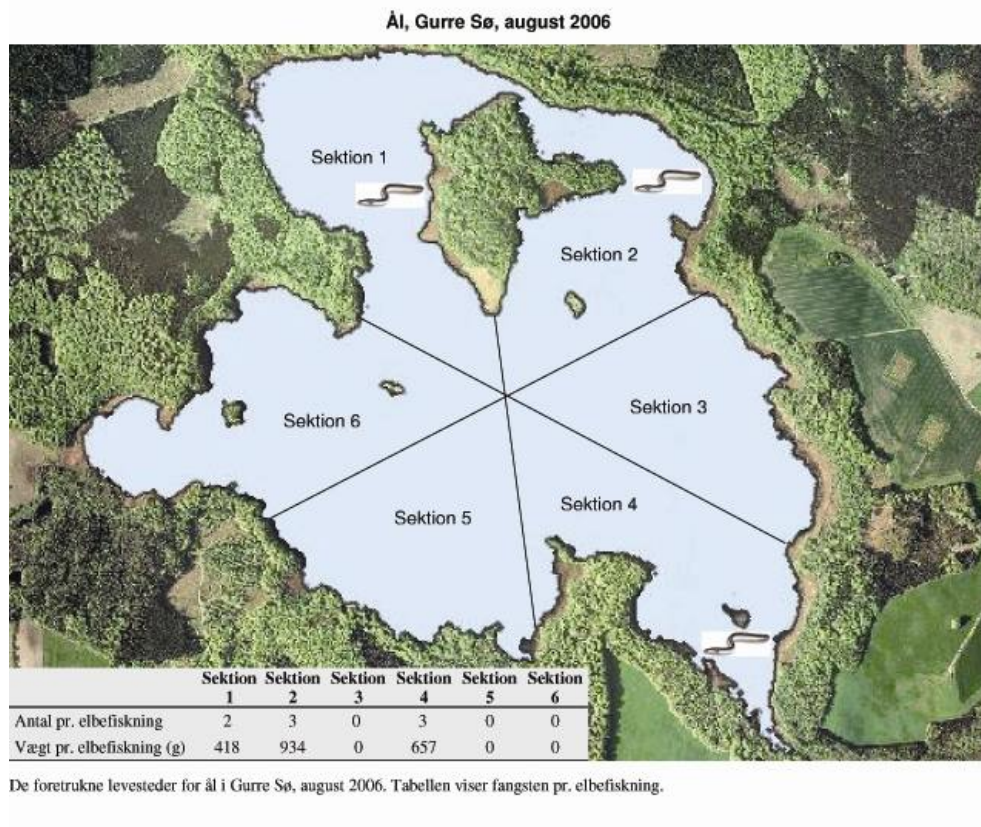 Ål, Gurre Sø, august 2006
Sektion 1
Sektion 2
Sektion 3
Sektion 6
Sektion 4
Sektion 5
Sektion 1 Sektion 2 Sektion 3 Sektion 4 Sektion 5 Sektion 6
Antal pr. elbefiskning 2 3 0 3 0 0
Vægt pr. elbefiskning (g) 418 934 0 657 0 0
De foretrukne levesteder for ål i Gurre Sø, august 2006. Tabellen viser fangsten pr. elbefiskning.